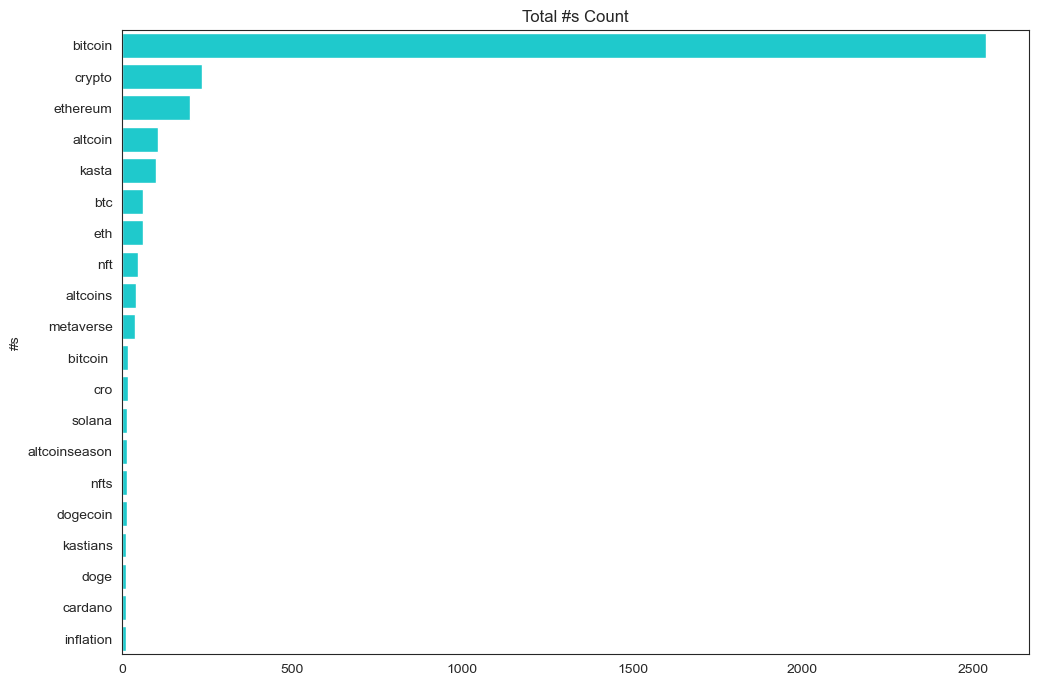 Total #s Count
bitcoin
crypto
ethereum
altcoin
kasta
btc
eth
nft
altcoins
metaverse
#s
bitcoin
cro
solana
altcoinseason
nfts
dogecoin
kastians
doge
cardano
inflation
0 500 1000 1500 2000 2500